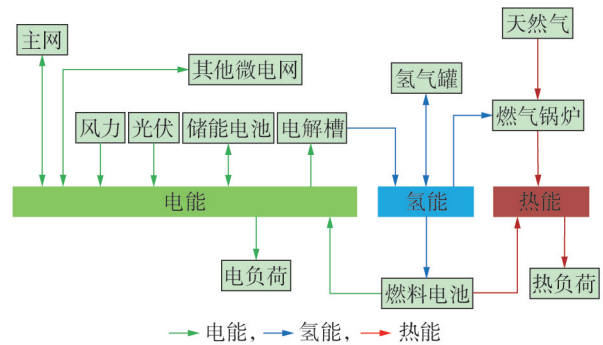 天然气
主网
其他微电网
氢气罐
风力
光伏
储能电池
电解槽
燃气锅炉
电能
氢能
热能
电负荷
燃料电池
热负荷
电能, 氢能, 热能